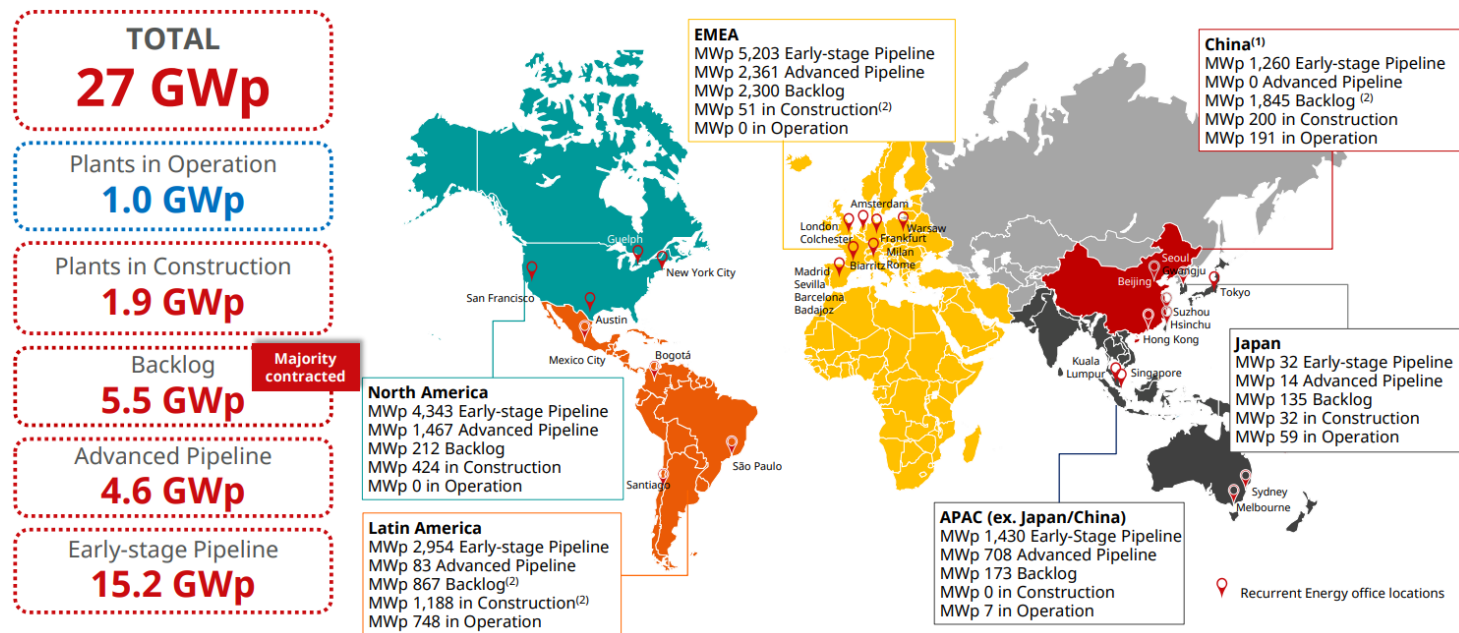 TOTAL
27 GWp
Plants in Operation
1.0 GWp
Plants in Construction
1.9 GWp
Backlog
5.5 GWp
Majority
contracted
Advanced Pipeline
4.6 GWp
Early-stage Pipeline
15.2 GWp
EMEA
MWp 5,203 Early-stage Pipeline
MWp 2,361 Advanced Pipeline
MWp 2,300 Backlog
MWp 51 in Construction(2)
MWp 0 in Operation
China(1)
MWp 1,260 Early-stage Pipeline
MWp 0 Advanced Pipeline
MWp 1,845 Backlog (2)
MWp 200 in Construction
MWp 191 in Operation
Guelph
New York City
San Francisco
Austin
Mexico City
Bogotá
São Paulo
Santiago
Amsterdam
London
Colchester
Warsaw
Frankfurt
Biarritz
Milan
Rome
Madrid
Sevilla
Barcelona
Badajoz
Seoul
Gwangju
Beijing
Tokyo
Suzhou
Hsinchu
Hong Kong
Kuala
Lumpur
Singapore
Sydney
Melbourne
North America
MWp 4,343 Early-stage Pipeline
MWp 1,467 Advanced Pipeline
MWp 212 Backlog
MWp 424 in Construction
MWp 0 in Operation
Japan
MWp 32 Early-stage Pipeline
MWp 14 Advanced Pipeline
MWp 135 Backlog
MWp 32 in Construction
MWp 59 in Operation
Latin America
MWp 2,954 Early-stage Pipeline
MWp 83 Advanced Pipeline
MWp 867 Backlog(2)
MWp 1,188 in Construction(2)
MWp 748 in Operation
APAC (ex. Japan/China)
MWp 1,430 Early-Stage Pipeline
MWp 708 Advanced Pipeline
MWp 173 Backlog
MWp 0 in Construction
MWp 7 in Operation
Recurrent Energy office locations